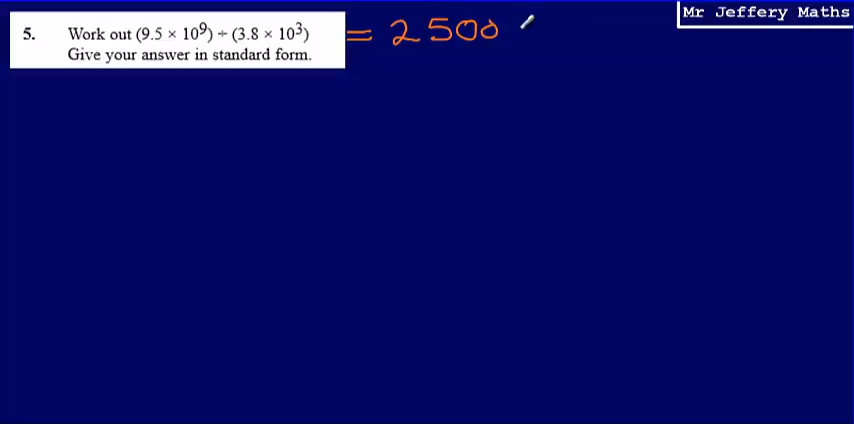 Mr Jeffery Maths
5. Work out (9.5 × 10⁹) ÷ (3.8 × 10³) = 2500
Give your answer in standard form.